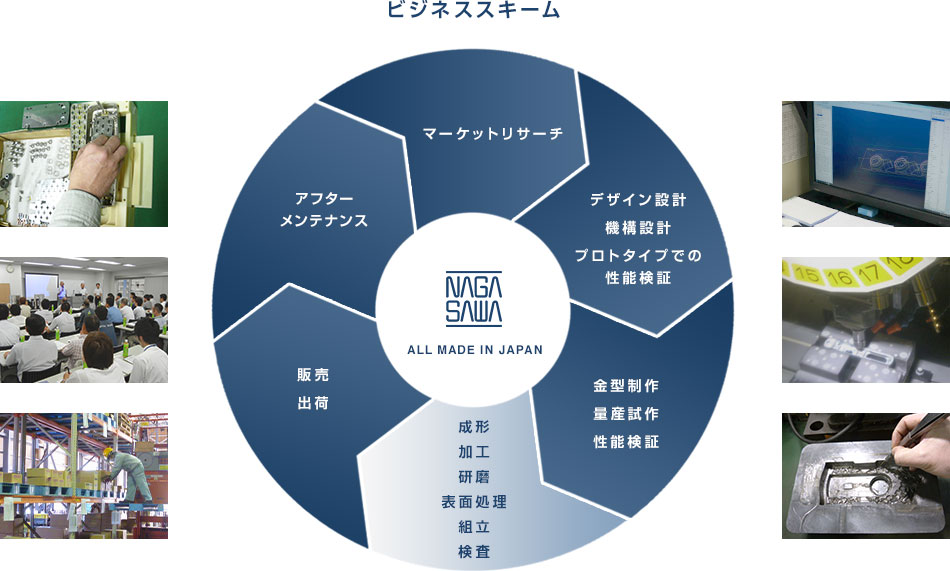 ビジネススキーム
マーケットリサーチ
デザイン設計
機構設計
プロトタイプでの
性能検証
金型制作
量産試作
性能検証
成形
加工
研磨
表面処理
組立
検査
販売
出荷
アフター
メンテナンス
NAGA
SAWA
ALL MADE IN JAPAN
15 16 17 18